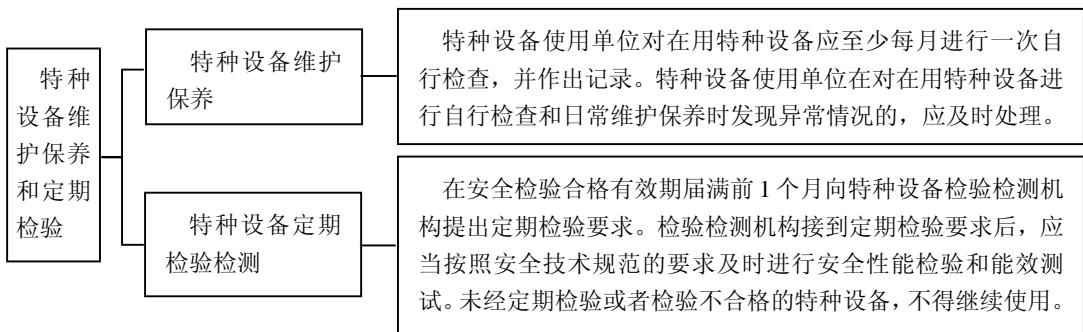 特种
设备维
护保养
和定期
检验
特种设备维护
保养
特种设备使用单位对在用特种设备应至少每月进行一次自
行检查，并作出记录。特种设备使用单位在对在用特种设备进
行自行检查和日常维护保养时发现异常情况的，应及时处理。
特种设备定期
检验检测
在安全检验合格有效期届满前 1 个月向特种设备检验检测机
构提出定期检验要求。检验检测机构接到定期检验要求后，应
当按照安全技术规范的要求及时进行安全性能检验和能效测
试。未经定期检验或者检验不合格的特种设备，不得继续使用。